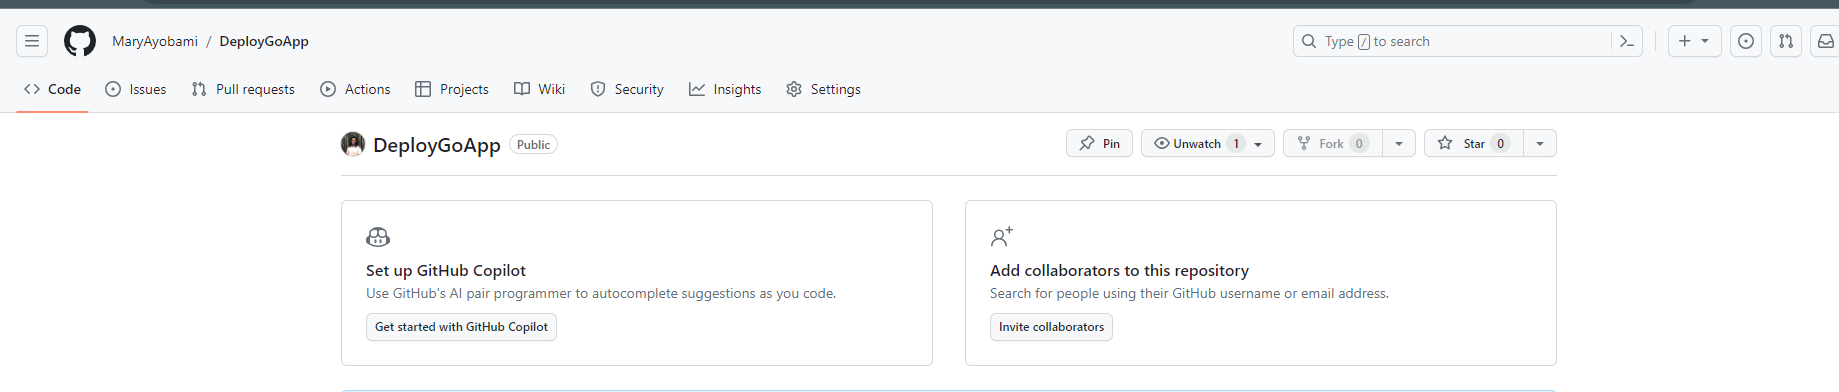 MaryAyobami / DeployGoApp
Type / to search
Code Issues Pull requests Actions Projects Wiki Security Insights Settings
DeployGoApp Public
Pin Unwatch 1 Fork 0 Star 0
Set up GitHub Copilot
Use GitHub's AI pair programmer to autocomplete suggestions as you code.
Get started with GitHub Copilot
Add collaborators to this repository
Search for people using their GitHub username or email address.
Invite collaborators